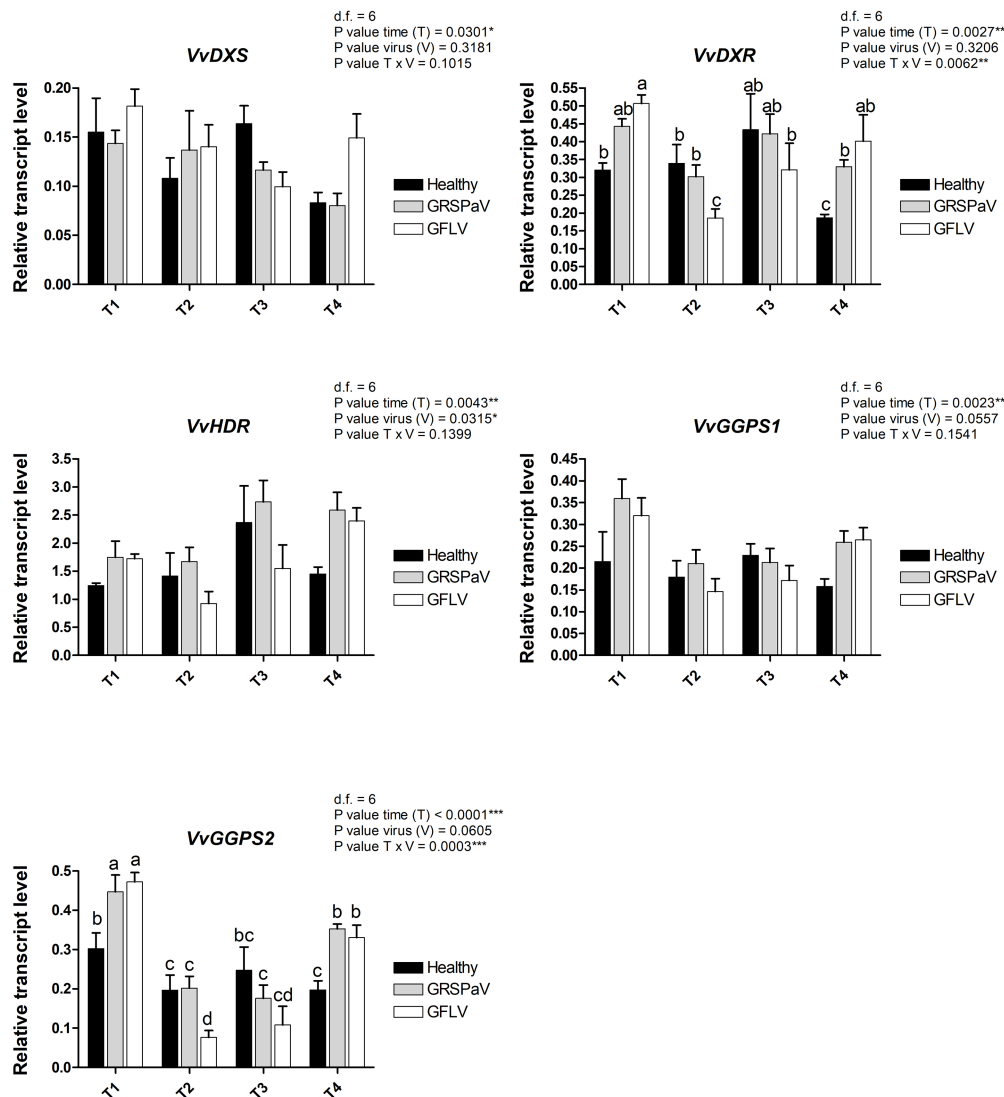 d.f. = 6
P value time (T) = 0.0301*
P value virus (V) = 0.3181
P value T x V = 0.1015
VvDXS
Relative transcript level
0.20
0.15
0.10
0.05
0.00
T1
T2
T3
T4
Healthy
GRSPaV
GFLV
d.f. = 6
P value time (T) = 0.0027**
P value virus (V) = 0.3206
P value T x V = 0.0062**
VvDXR
Relative transcript level
0.55
0.50
0.45
0.40
0.35
0.30
0.25
0.20
0.15
0.10
0.05
0.00
b ab a
b b c
ab ab b
c b ab
T1
T2
T3
T4
Healthy
GRSPaV
GFLV
d.f. = 6
P value time (T) = 0.0043**
P value virus (V) = 0.0315*
P value T x V = 0.1399
VvHDR
Relative transcript level
3.5
3.0
2.5
2.0
1.5
1.0
0.5
0.0
T1
T2
T3
T4
Healthy
GRSPaV
GFLV
d.f. = 6
P value time (T) = 0.0023**
P value virus (V) = 0.0557
P value T x V = 0.1541
VvGGPS1
Relative transcript level
0.45
0.40
0.35
0.30
0.25
0.20
0.15
0.10
0.05
0.00
T1
T2
T3
T4
Healthy
GRSPaV
GFLV
d.f. = 6
P value time (T) < 0.0001***
P value virus (V) = 0.0605
P value T x V = 0.0003***
VvGGPS2
Relative transcript level
0.5
0.4
0.3
0.2
0.1
0.0
b a a
c c d
bc c cd
c b b
T1
T2
T3
T4
Healthy
GRSPaV
GFLV